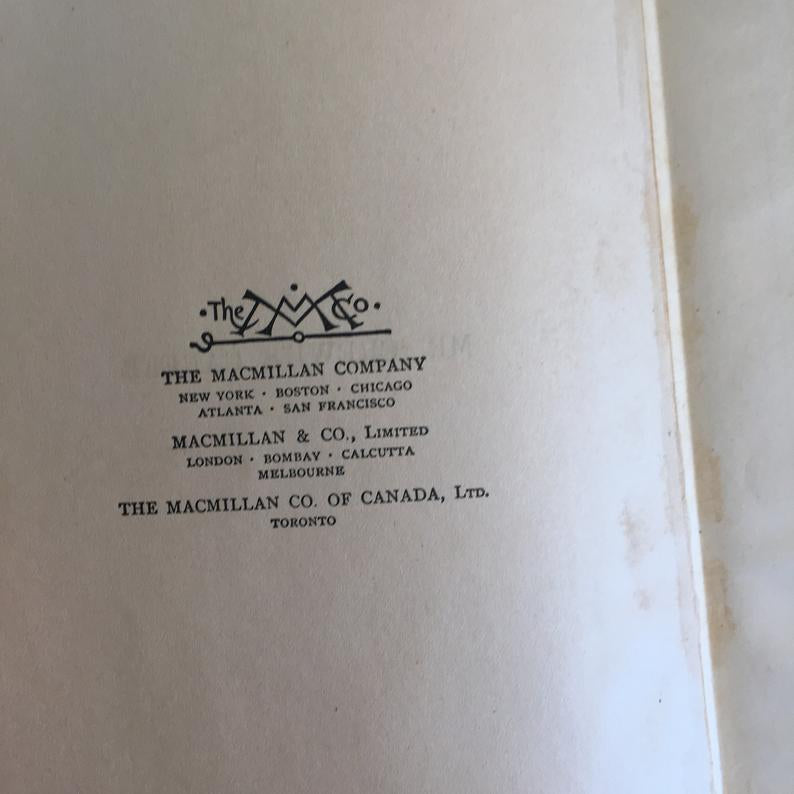 ·The M Co·
THE MACMILLAN COMPANY
NEW YORK · BOSTON · CHICAGO
ATLANTA · SAN FRANCISCO
MACMILLAN & CO., LIMITED
LONDON · BOMBAY · CALCUTTA
MELBOURNE
THE MACMILLAN CO. OF CANADA, LTD.
TORONTO